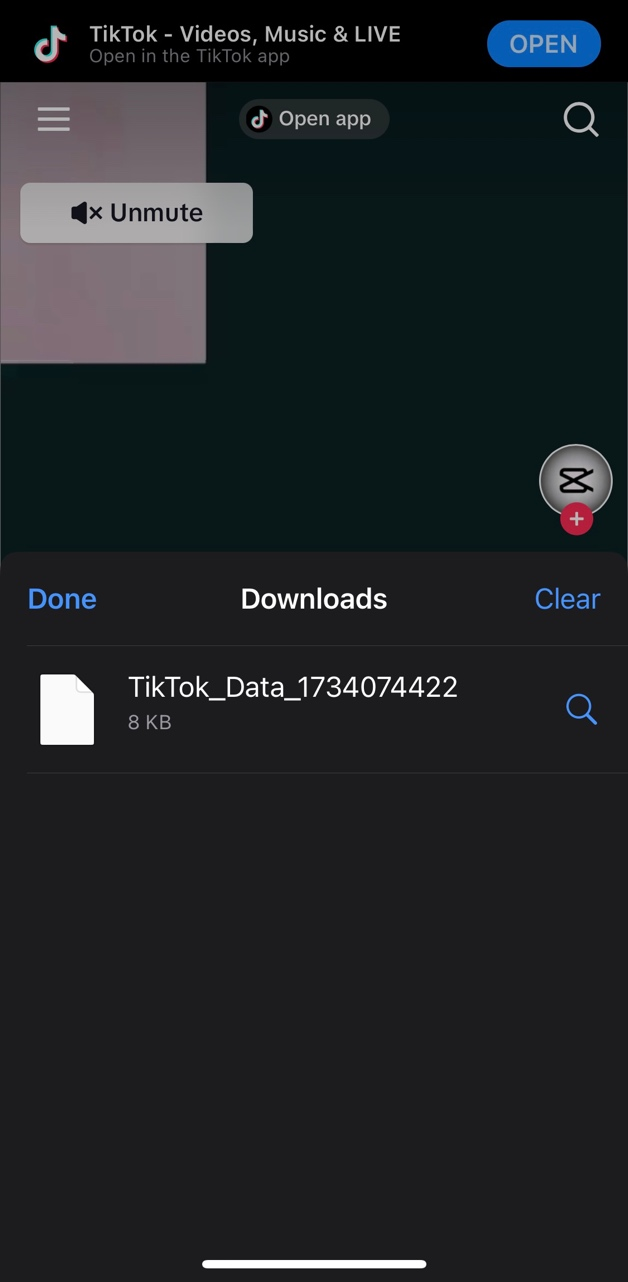 TikTok - Videos, Music & LIVE
Open in the TikTok app
OPEN
Open app
Unmute
Done
Downloads
Clear
TikTok_Data_1734074422
8 KB